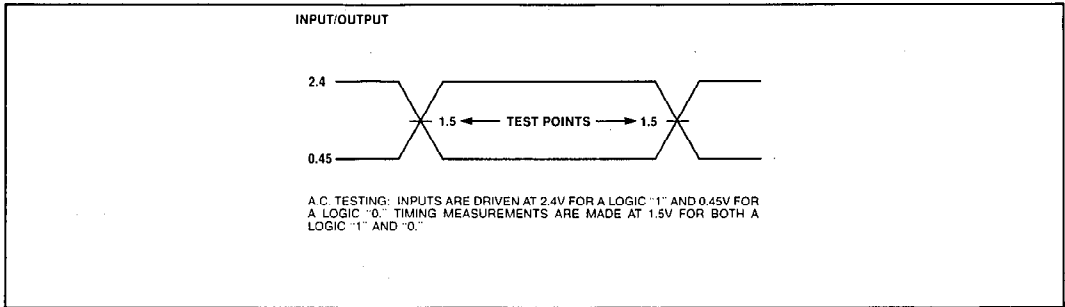 INPUT/OUTPUT
2.4
1.5 TEST POINTS 1.5
0.45
A.C. TESTING: INPUTS ARE DRIVEN AT 2.4V FOR A LOGIC "1" AND 0.45V FOR
A LOGIC "0." TIMING MEASUREMENTS ARE MADE AT 1.5V FOR BOTH A
LOGIC "1" AND "0."